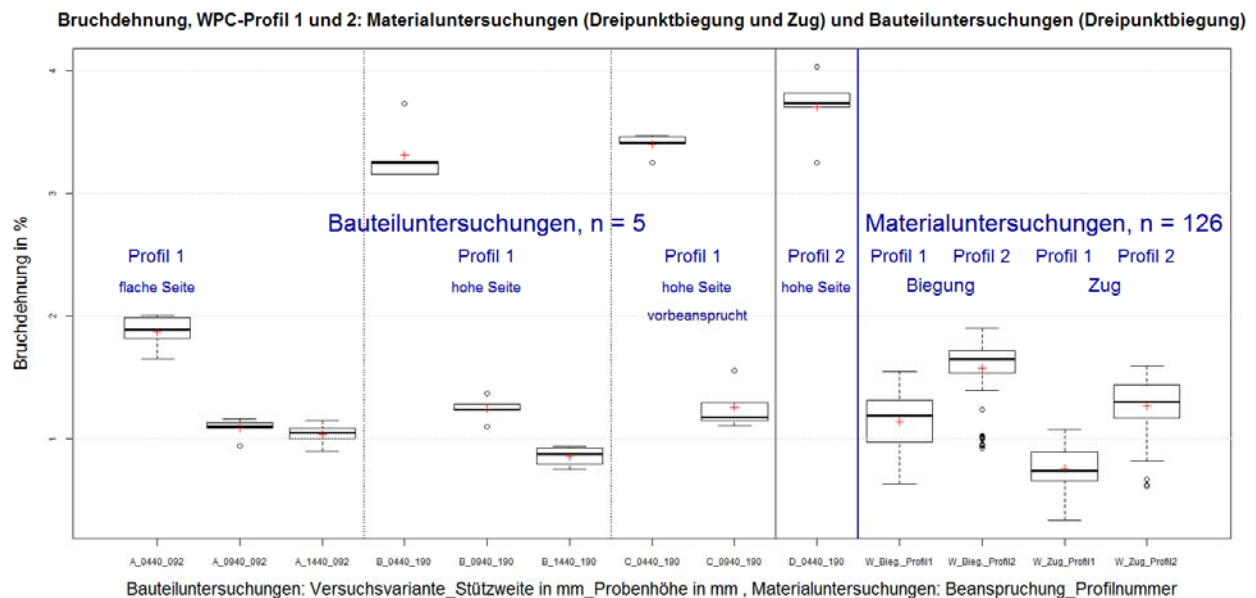 Bruchdehnung, WPC-Profil 1 und 2: Materialuntersuchungen (Dreipunktbiegung und Zug) und Bauteiluntersuchungen (Dreipunktbiegung)
Bruchdehnung in %
4
3
2
1
Bauteiluntersuchungen, n = 5
Materialuntersuchungen, n = 126
Profil 1
flache Seite
Profil 1
hohe Seite
Profil 1
hohe Seite
vorbeansprucht
Profil 2
hohe Seite
Profil 1 Profil 2 Profil 1 Profil 2
Biegung Zug
A_0440_092 A_0940_092 A_1440_092 B_0440_190 B_0940_190 B_1440_190 C_0440_190 C_0940_190 D_0440_190 W_Bieg._Profil1 W_Bieg._Profil2 W_Zug_Profil1 W_Zug_Profil2
Bauteiluntersuchungen: Versuchsvariante_Stützweite in mm_Probenhöhe in mm , Materialuntersuchungen: Beanspruchung_Profilnummer